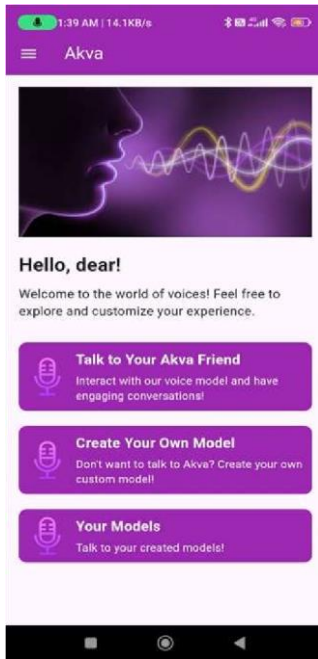 1:39 AM | 14.1KB/s
Akva
Hello, dear!
Welcome to the world of voices! Feel free to
explore and customize your experience.
Talk to Your Akva Friend
Interact with our voice model and have
engaging conversations!
Create Your Own Model
Don't want to talk to Akva? Create your own
custom model!
Your Models
Talk to your created models!